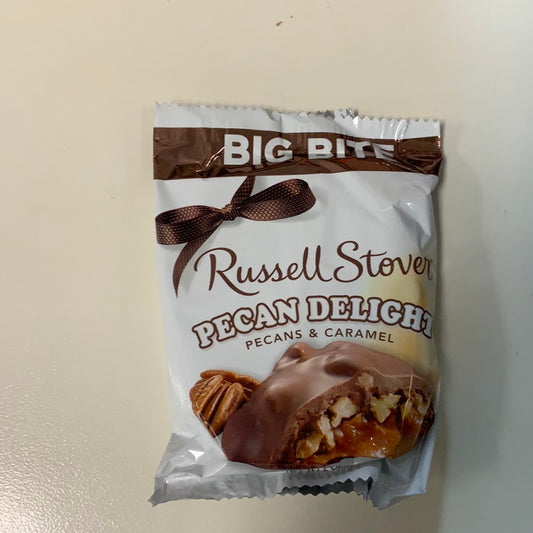 BIG BITE
Russell Stover
PECAN DELIGHT
PECANS & CARAMEL